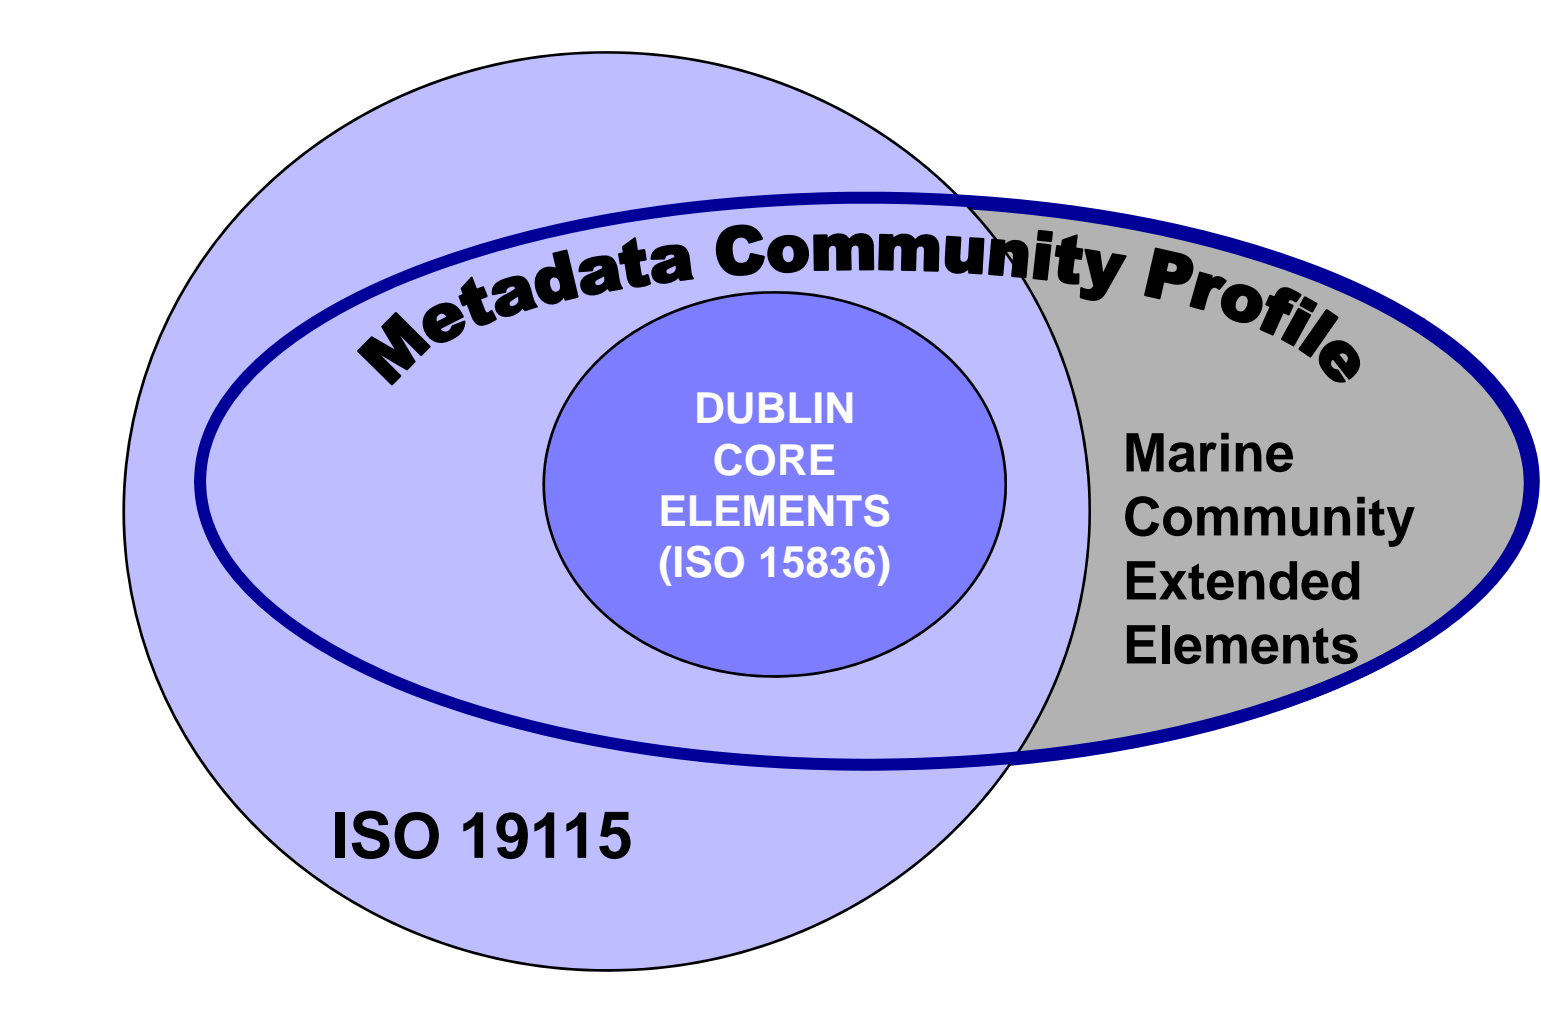 Metadata Community Profile
DUBLIN
CORE
ELEMENTS
(ISO 15836)
Marine
Community
Extended
Elements
ISO 19115